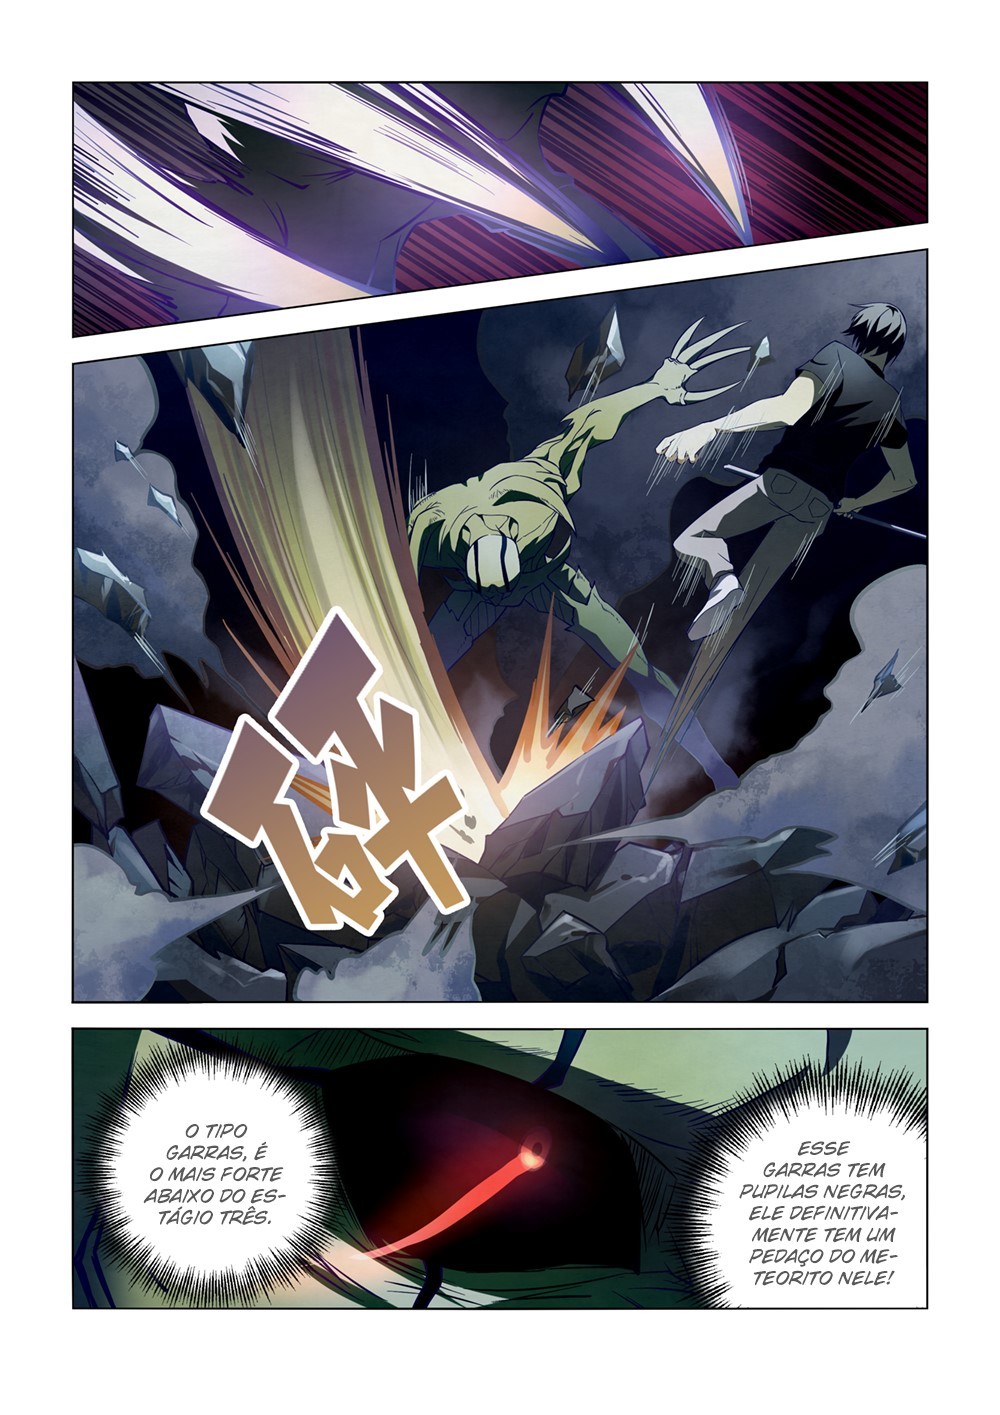 砰
O TIPO
GARRAS, É
O MAIS FORTE
ABAIXO DO ES-
TÁGIO TRÊS.
ESSE
GARRAS TEM
PUPILAS NEGRAS,
ELE DEFINITIVA-
MENTE TEM UM
PEDAÇO DO ME-
TEORITO NELE!